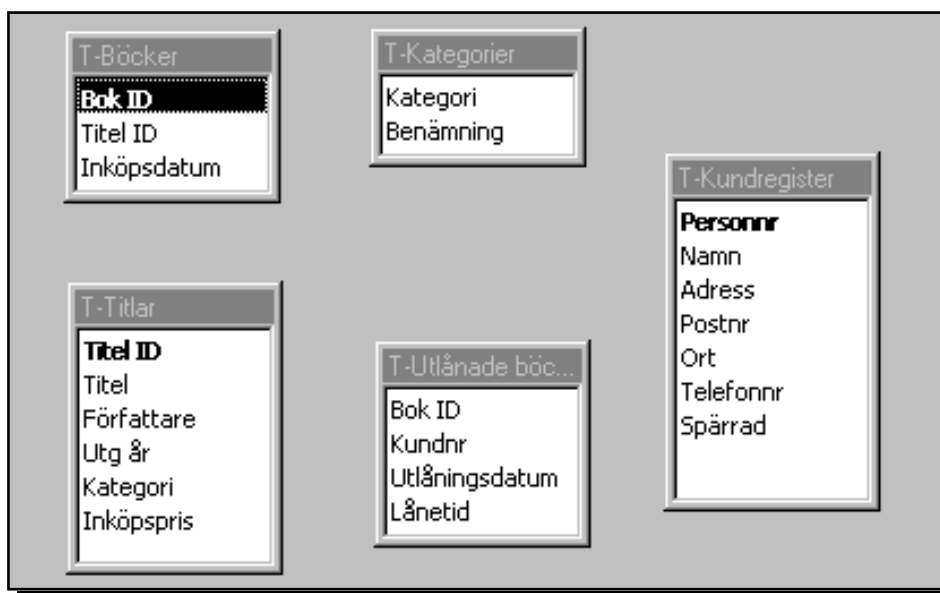 T-Böcker
Bok ID
Titel ID
Inköpsdatum
T-Kategorier
Kategori
Benämning
T-Kundregister
Personnr
Namn
Adress
Postnr
Ort
Telefonnr
Spärrad
T-Titlar
Titel ID
Titel
Författare
Utg år
Kategori
Inköpspris
T-Utlånade böc...
Bok ID
Kundnr
Utlåningsdatum
Lånetid